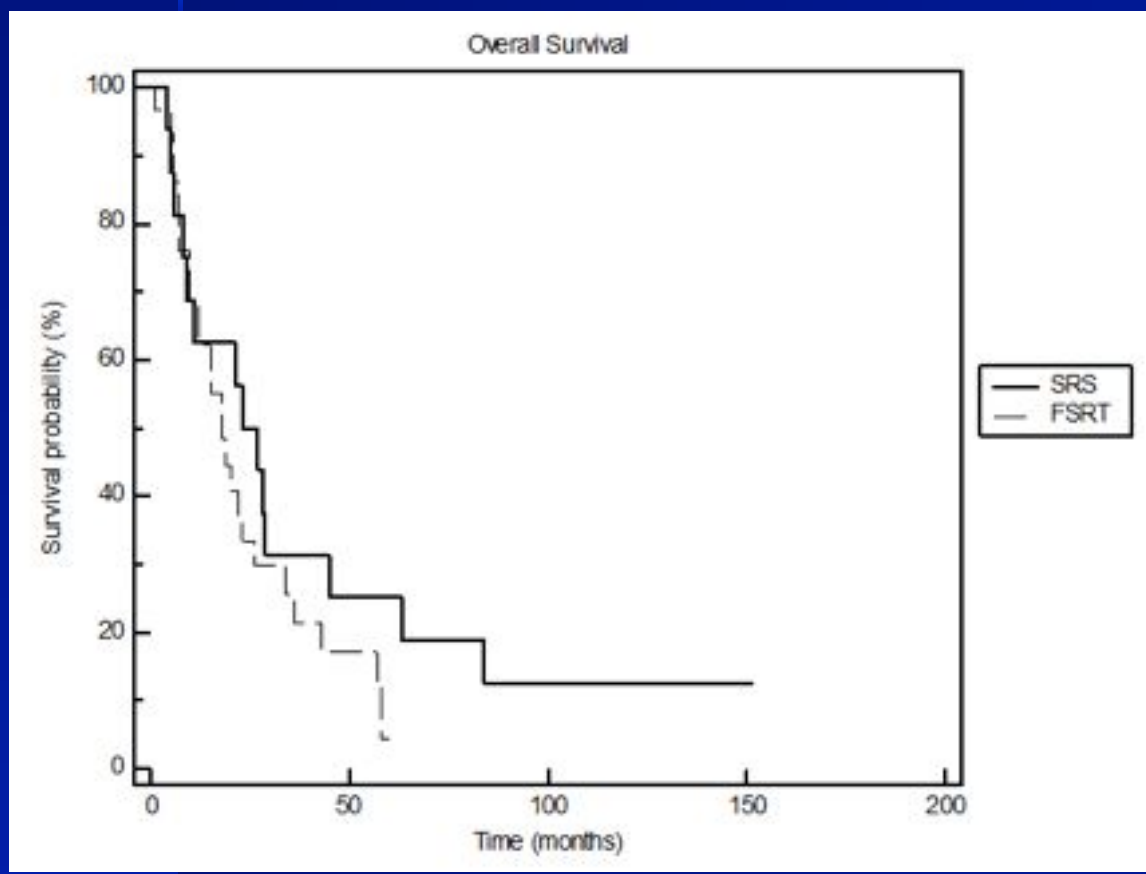 Overall Survival
100
80
60
40
20
0
Survival probability (%)
0 50 100 150 200
Time (months)
SRS
FSRT